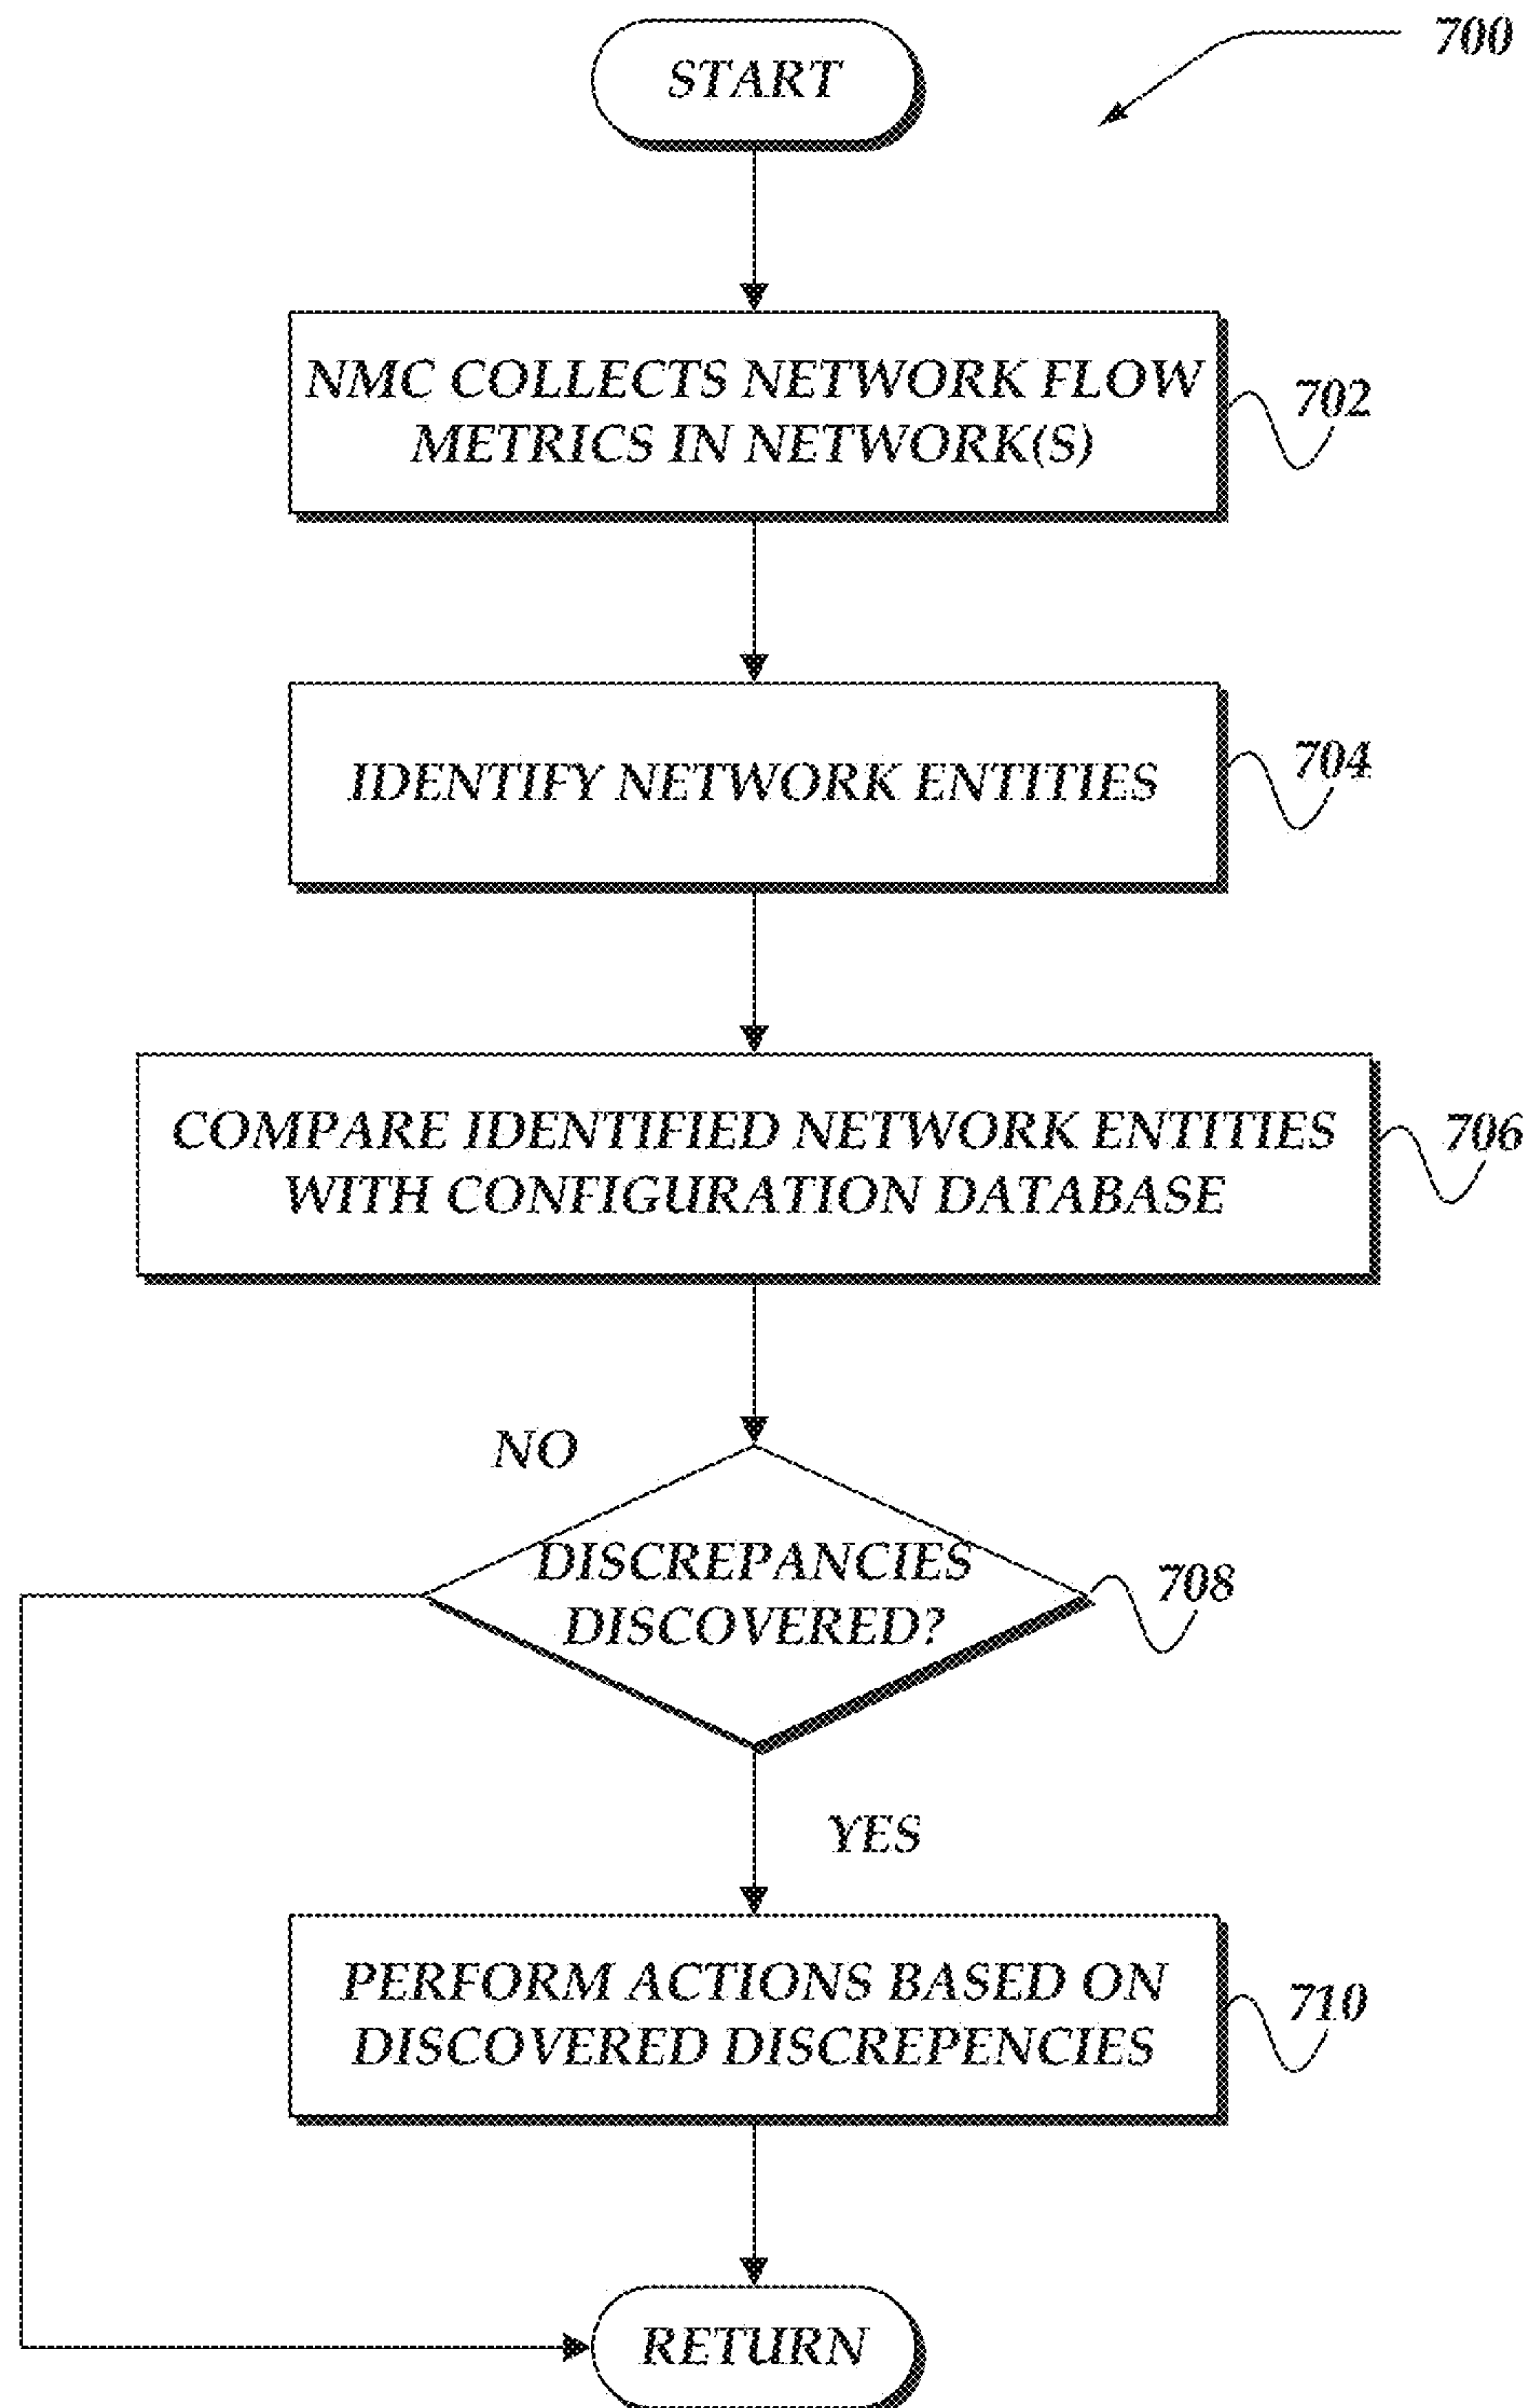 700
START
NMC COLLECTS NETWORK FLOW
METRICS IN NETWORK(S)
702
IDENTIFY NETWORK ENTITIES
704
COMPARE IDENTIFIED NETWORK ENTITIES
WITH CONFIGURATION DATABASE
706
NO
DISCREPANCIES
DISCOVERED?
708
YES
PERFORM ACTIONS BASED ON
DISCOVERED DISCREPENCIES
710
RETURN